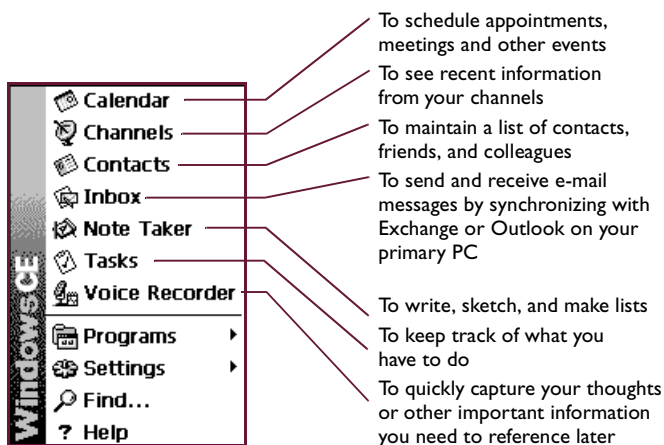 To schedule appointments,
meetings and other events
To see recent information
from your channels
To maintain a list of contacts,
friends, and colleagues
To send and receive e-mail
messages by synchronizing with
Exchange or Outlook on your
primary PC
To write, sketch, and make lists
To keep track of what you
have to do
To quickly capture your thoughts
or other important information
you need to reference later
WindowsCE
Calendar
Channels
Contacts
Inbox
Note Taker
Tasks
Voice Recorder
Programs
Settings
Find...
? Help